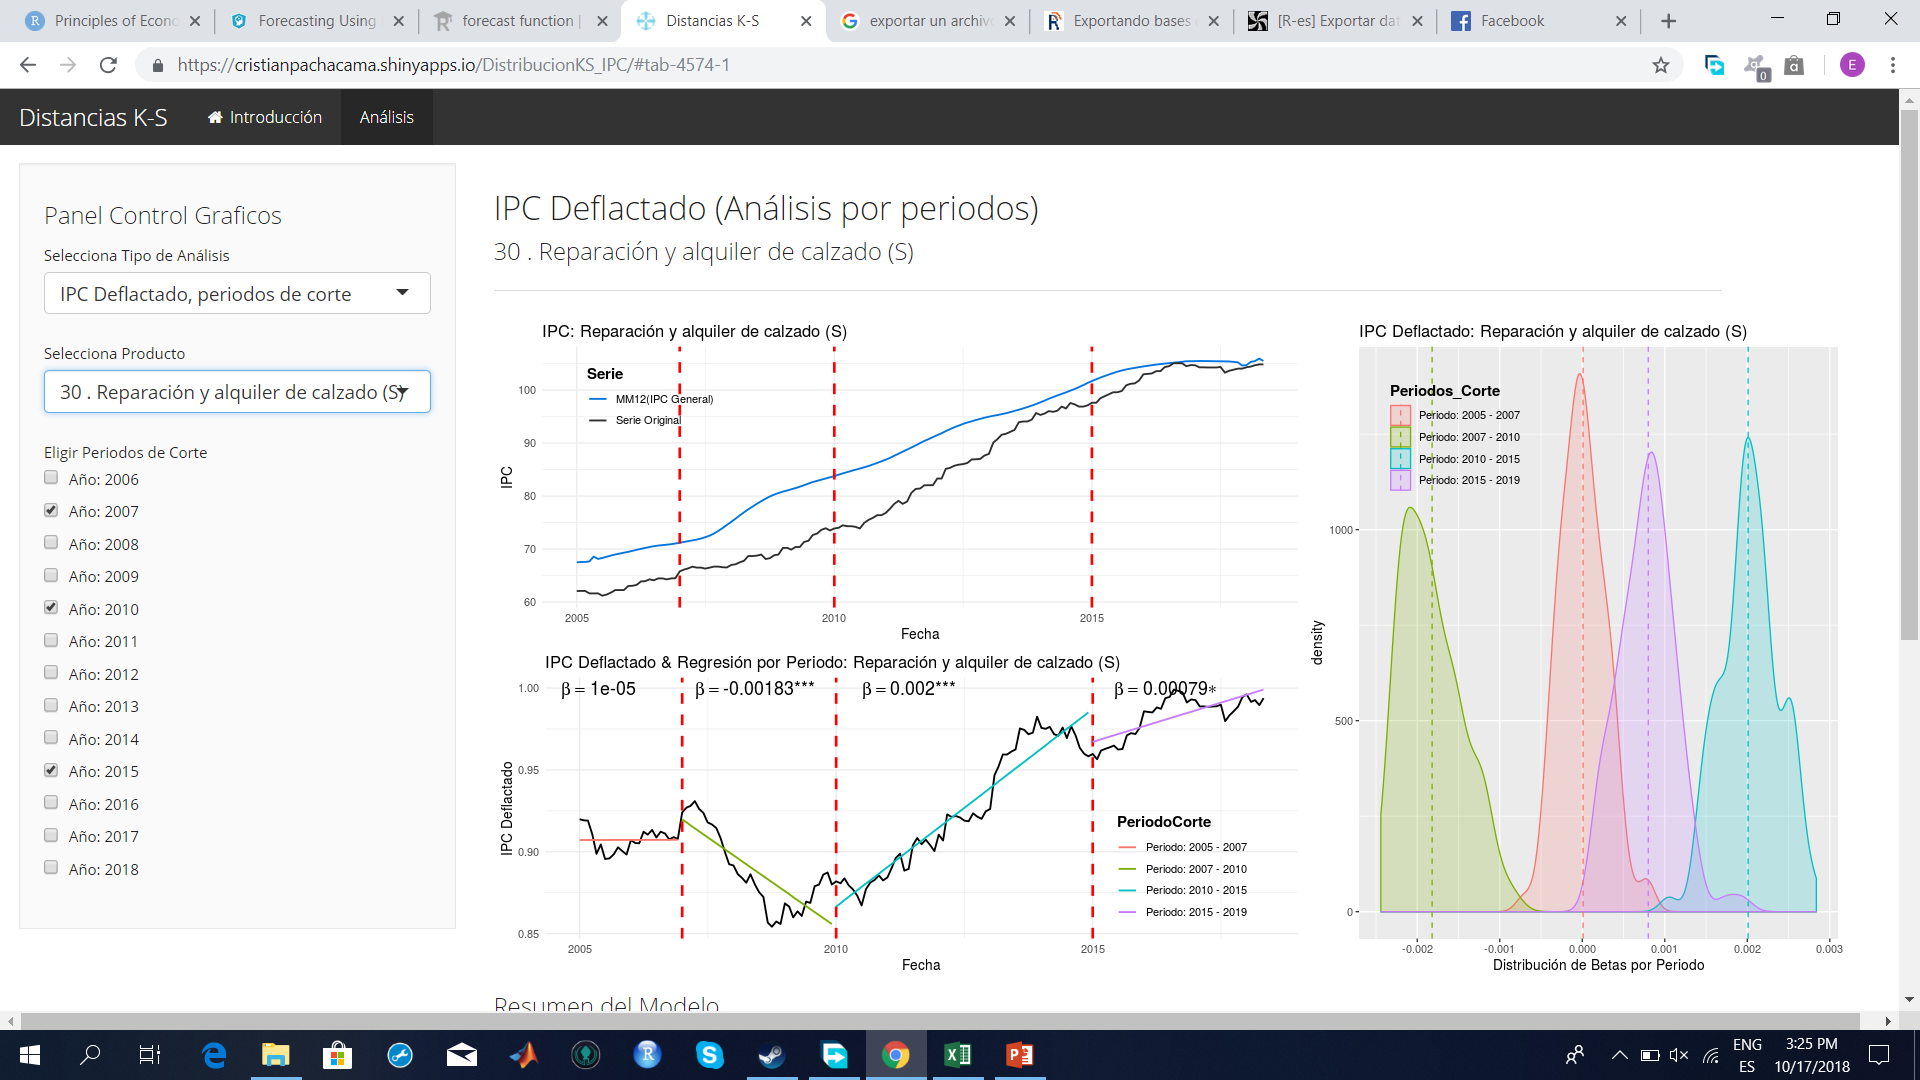 Principles of Econo
Forecasting Using
forecast function |
Distancias K-S
exportar un archivo
Exportando bases
[R-es] Exportar dat
Facebook
https://cristianpachacama.shinyapps.io/DistribucionKS_IPC/#tab-4574-1
0
a
E
Distancias K-S
Introducción
Análisis
Panel Control Graficos
Selecciona Tipo de Análisis
IPC Deflactado, periodos de corte
Selecciona Producto
30 . Reparación y alquiler de calzado (S)
Eligir Periodos de Corte
Año: 2006
Año: 2007
Año: 2008
Año: 2009
Año: 2010
Año: 2011
Año: 2012
Año: 2013
Año: 2014
Año: 2015
Año: 2016
Año: 2017
Año: 2018
IPC Deflactado (Análisis por periodos)
30 . Reparación y alquiler de calzado (S)
IPC: Reparación y alquiler de calzado (S)
Serie
MM12(IPC General)
Serie Original
IPC
100
90
80
70
60
2005
2010
2015
Fecha
IPC Deflactado & Regresión por Periodo: Reparación y alquiler de calzado (S)
β = 1e-05
β = -0.00183***
β = 0.002***
β = 0.00079*
IPC Deflactado
1.00
0.95
0.90
0.85
PeriodoCorte
Periodo: 2005 - 2007
Periodo: 2007 - 2010
Periodo: 2010 - 2015
Periodo: 2015 - 2019
2005
2010
2015
Fecha
IPC Deflactado: Reparación y alquiler de calzado (S)
Periodos_Corte
Periodo: 2005 - 2007
Periodo: 2007 - 2010
Periodo: 2010 - 2015
Periodo: 2015 - 2019
density
1000
500
0
-0.002
-0.001
0.000
0.001
0.002
0.003
Distribución de Betas por Periodo
Resumen del Modelo
ENG
ES
3:25 PM
10/17/2018